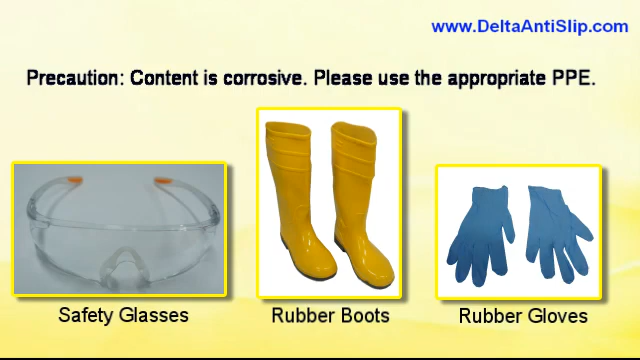 www.DeltaAntiSlip.com
Precaution: Content is corrosive. Please use the appropriate PPE.
Safety Glasses
Rubber Boots
Rubber Gloves